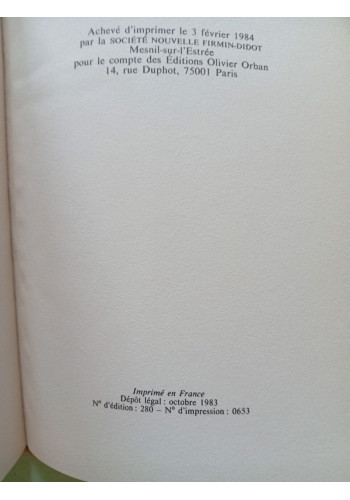 Achevé d'imprimer le 3 février 1984
par la SOCIÉTÉ NOUVELLE FIRMIN-DIDOT
Mesnil-sur-l'Estrée
pour le compte des Éditions Olivier Orban
14, rue Duphot, 75001 Paris
Imprimé en France
Dépôt légal : octobre 1983
N° d'édition : 280 – N° d'impression : 0653